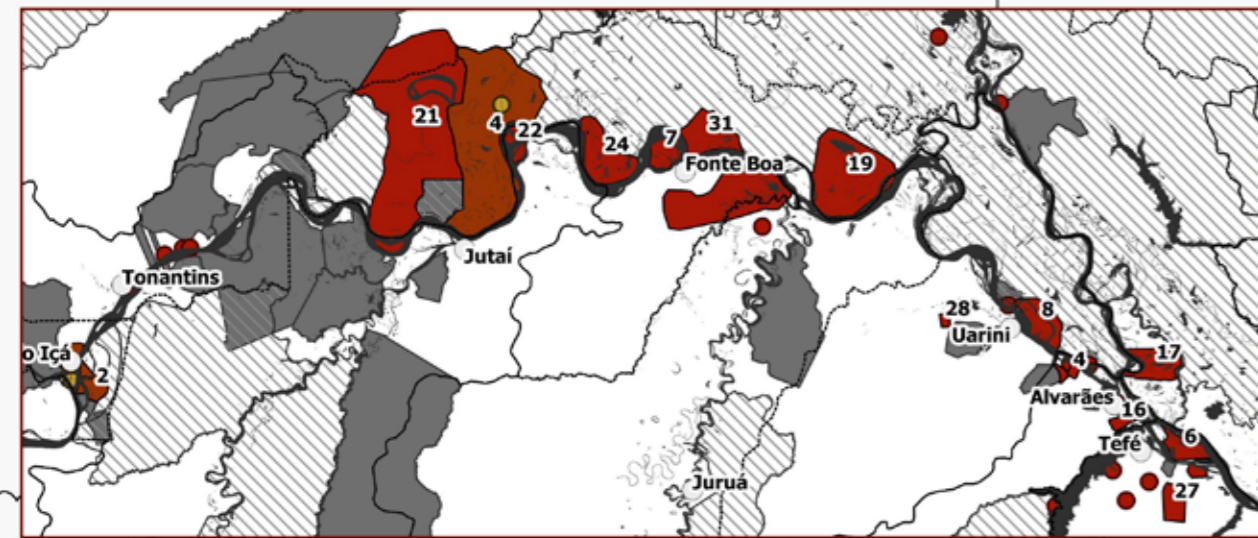 21
4
22
24
7
31
Fonte Boa
19
Jutaí
Tonantins
28
8
Uarini
o Içá
2
4
17
Alvarães
16
Tefé
6
27
Juruá